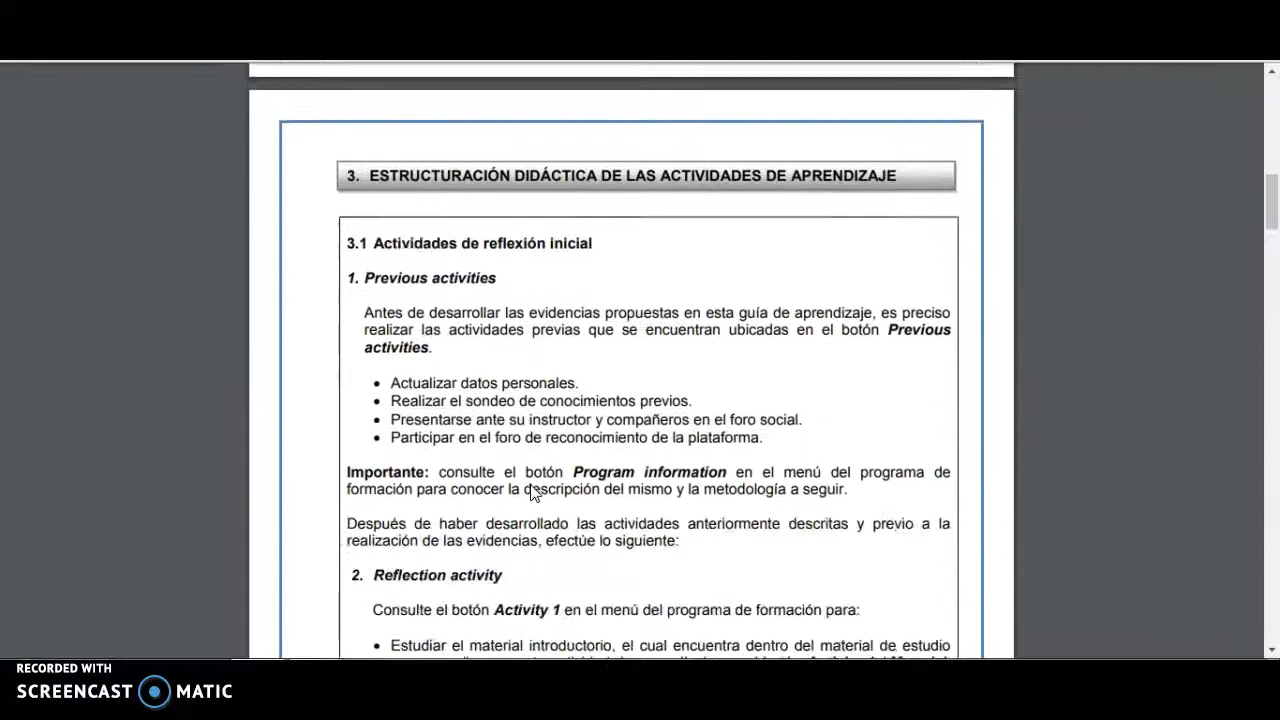 3. ESTRUCTURACIÓN DIDÁCTICA DE LAS ACTIVIDADES DE APRENDIZAJE
3.1 Actividades de reflexión inicial
1. Previous activities
Antes de desarrollar las evidencias propuestas en esta guía de aprendizaje, es preciso
realizar las actividades previas que se encuentran ubicadas en el botón Previous
activities.
• Actualizar datos personales.
• Realizar el sondeo de conocimientos previos.
• Presentarse ante su instructor y compañeros en el foro social.
• Participar en el foro de reconocimiento de la plataforma.
Importante: consulte el botón Program information en el menú del programa de
formación para conocer la descripción del mismo y la metodología a seguir.
Después de haber desarrollado las actividades anteriormente descritas y previo a la
realización de las evidencias, efectúe lo siguiente:
2. Reflection activity
Consulte el botón Activity 1 en el menú del programa de formación para:
• Estudiar el material introductorio, el cual encuentra dentro del material de estudio
RECORDED WITH
SCREENCAST MATIC